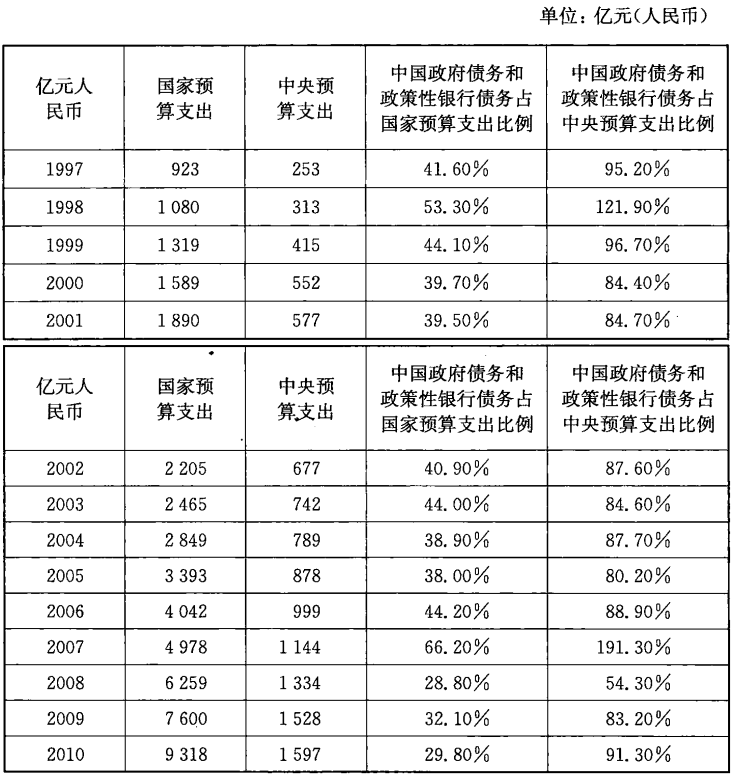 单位：亿元（人民币）
亿元人民币 国家预算支出 中央预算支出 中国政府债务和政策性银行债务占国家预算支出比例 中国政府债务和政策性银行债务占中央预算支出比例
1997 923 253 41.60% 95.20%
1998 1 080 313 53.30% 121.90%
1999 1 319 415 44.10% 96.70%
2000 1 589 552 39.70% 84.40%
2001 1 890 577 39.50% 84.70%
亿元人民币 国家预算支出 中央预算支出 中国政府债务和政策性银行债务占国家预算支出比例 中国政府债务和政策性银行债务占中央预算支出比例
2002 2 205 677 40.90% 87.60%
2003 2 465 742 44.00% 84.60%
2004 2 849 789 38.90% 87.70%
2005 3 393 878 38.00% 80.20%
2006 4 042 999 44.20% 88.90%
2007 4 978 1 144 66.20% 191.30%
2008 6 259 1 334 28.80% 54.30%
2009 7 600 1 528 32.10% 83.20%
2010 9 318 1 597 29.80% 91.30%